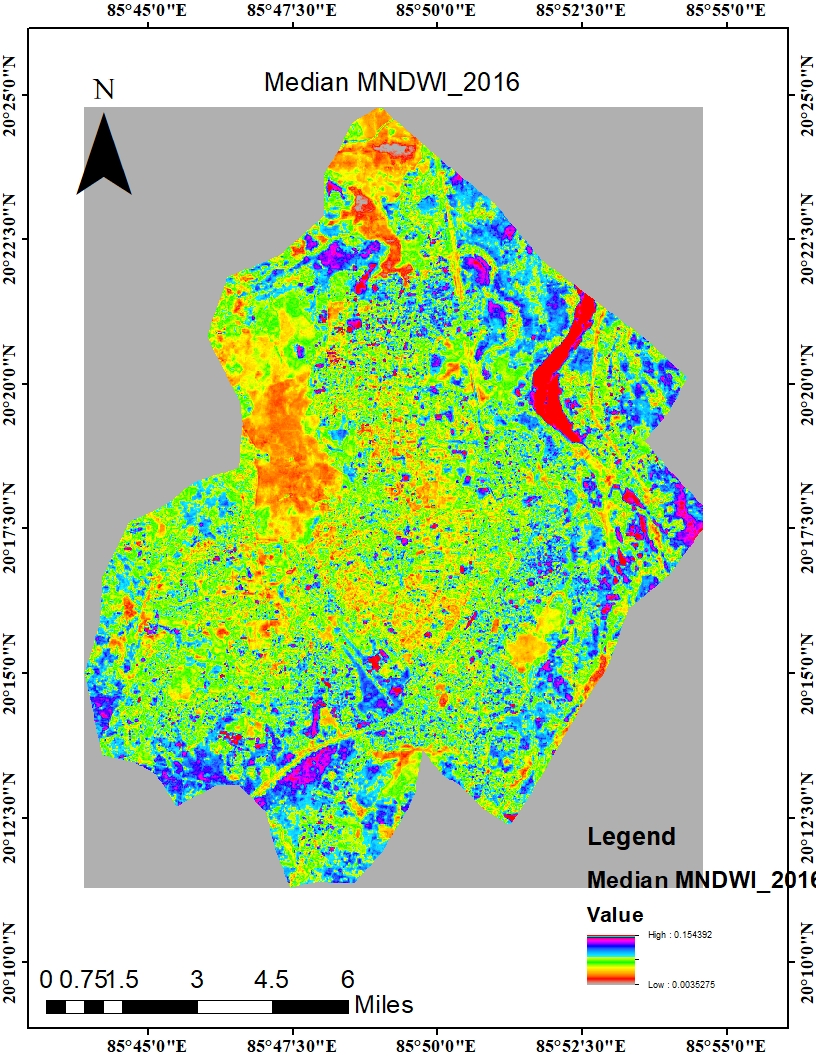 85°45'0"E 85°47'30"E 85°50'0"E 85°52'30"E 85°55'0"E
Median MNDWI_2016
N
20°25'0"N 20°25'0"N
20°22'30"N 20°22'30"N
20°20'0"N 20°20'0"N
20°17'30"N 20°17'30"N
20°15'0"N 20°15'0"N
20°12'30"N 20°12'30"N
20°10'0"N 20°10'0"N
Legend
Median MNDWI_2016
Value
High : 0.154392
Low : 0.0035275
0 0.75 1.5 3 4.5 6
Miles
85°45'0"E 85°47'30"E 85°50'0"E 85°52'30"E 85°55'0"E